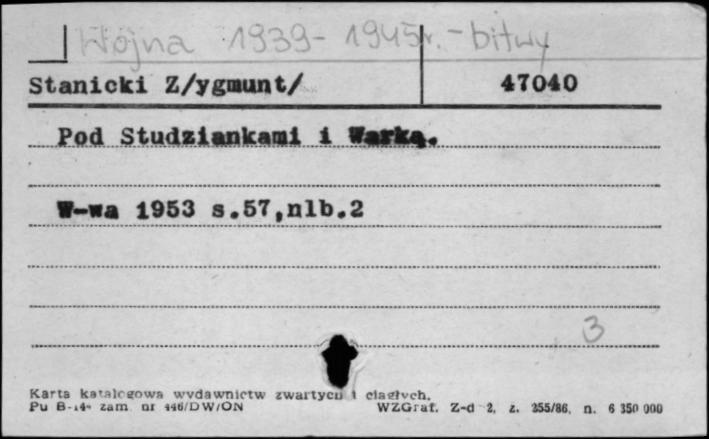 Wojna 1939-1945r. - bitwy
Stanicki Z/ygmunt/ 47040
Pod Studziankami i Warką.
W-wa 1953 s.57,nlb.2
3
Karta katalogowa wydawnictw zwartych i ciągłych.
Pu B-14 zam. nr 446/DW/ON WZGraf. Z-d 2, z. 355/86, n. 6 350 000